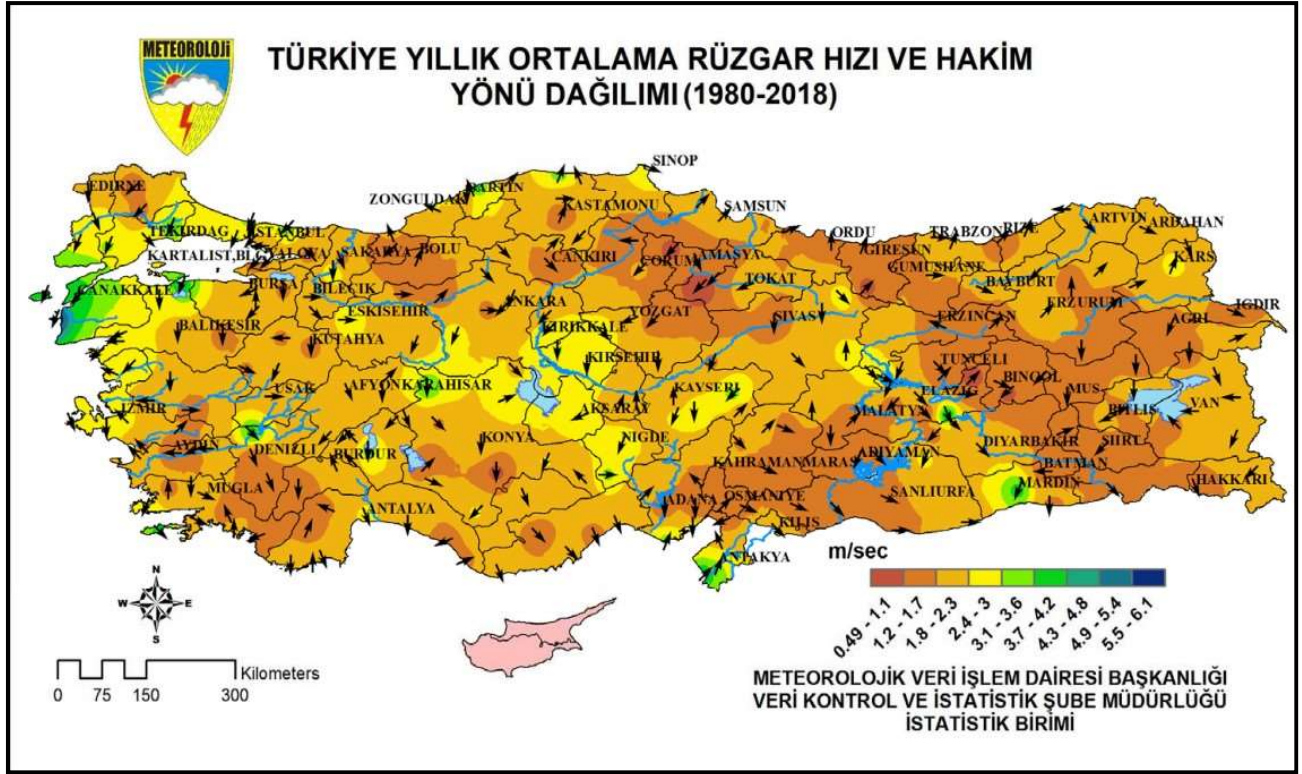 METEOROLOJİ
TÜRKİYE YILLIK ORTALAMA RÜZGAR HIZI VE HAKİM
YÖNÜ DAĞILIMI (1980-2018)
SINOP
EDIRNE
ZONGULDAK
BARTIN
KASTAMONU
SAMSUN
TEKIRDAG
ISTANBUL
ORDU
TRABZON
RIZE
ARTVIN
ARDAHAN
KARTALIST,BLG
YALOVA
SAKARYA
BOLU
CANKIRI
CORUM
AMASYA
GIRESUN
GUMUSHANE
KARS
CANAKKALE
BURSA
BILECIK
TOKAT
BAYBURT
ESKISEHIR
ANKARA
ERZURUM
IGDIR
BALIKESIR
KUTAHYA
KIRIKKALE
YOZGAT
SIVAS
ERZINCAN
AGRI
KIRSEHIR
TUNCELI
USAK
AFYONKARAHISAR
KAYSERI
ELAZIG
BINGOL
MUS
IZMIR
AKSARAY
MALATYA
BITLIS
VAN
AYDIN
DENIZLI
BURDUR
KONYA
NIGDE
DIYARBAKIR
SIIRT
KAHRAMANMARAS
ADIYAMAN
BATMAN
MUGLA
MARDIN
HAKKARI
ANTALYA
ADANA
OSMANIYE
SANLIURFA
KILIS
ANTAKYA
m/sec
0.49 - 1.1
1.2 - 1.7
1.8 - 2.3
2.4 - 3
3.1 - 3.6
3.7 - 4.2
4.3 - 4.8
4.9 - 5.4
5.5 - 6.1
N
W
E
S
Kilometers
0 75 150 300
METEOROLOJİK VERİ İŞLEM DAİRESİ BAŞKANLIĞI
VERİ KONTROL VE İSTATİSTİK ŞUBE MÜDÜRLÜĞÜ
İSTATİSTİK BİRİMİ